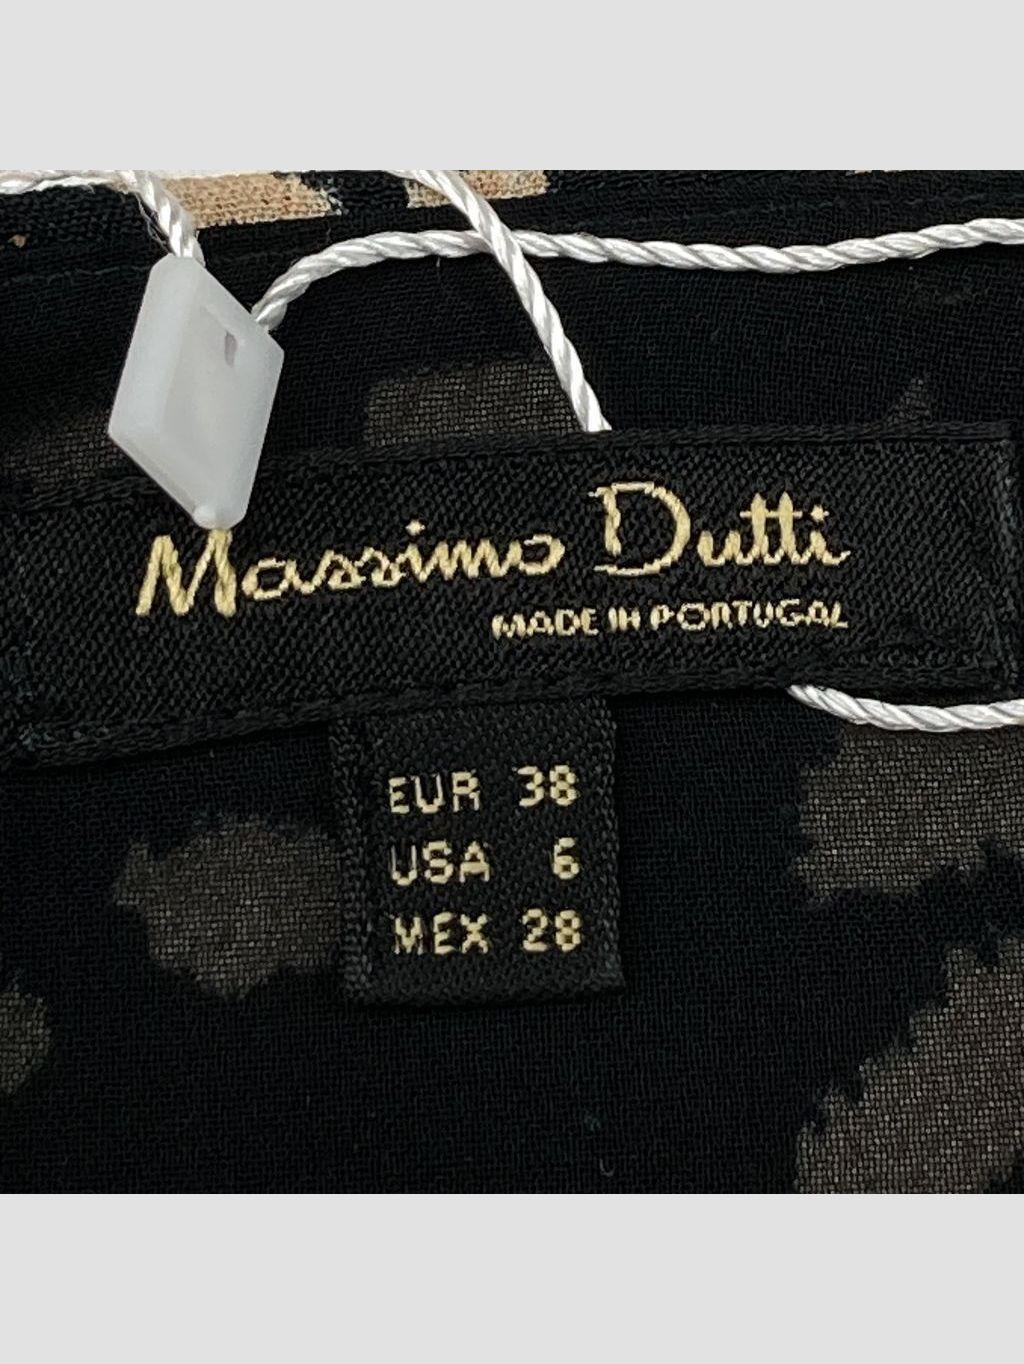 Massimo Dutti
MADE IN PORTUGAL
EUR 38
USA 6
MEX 28